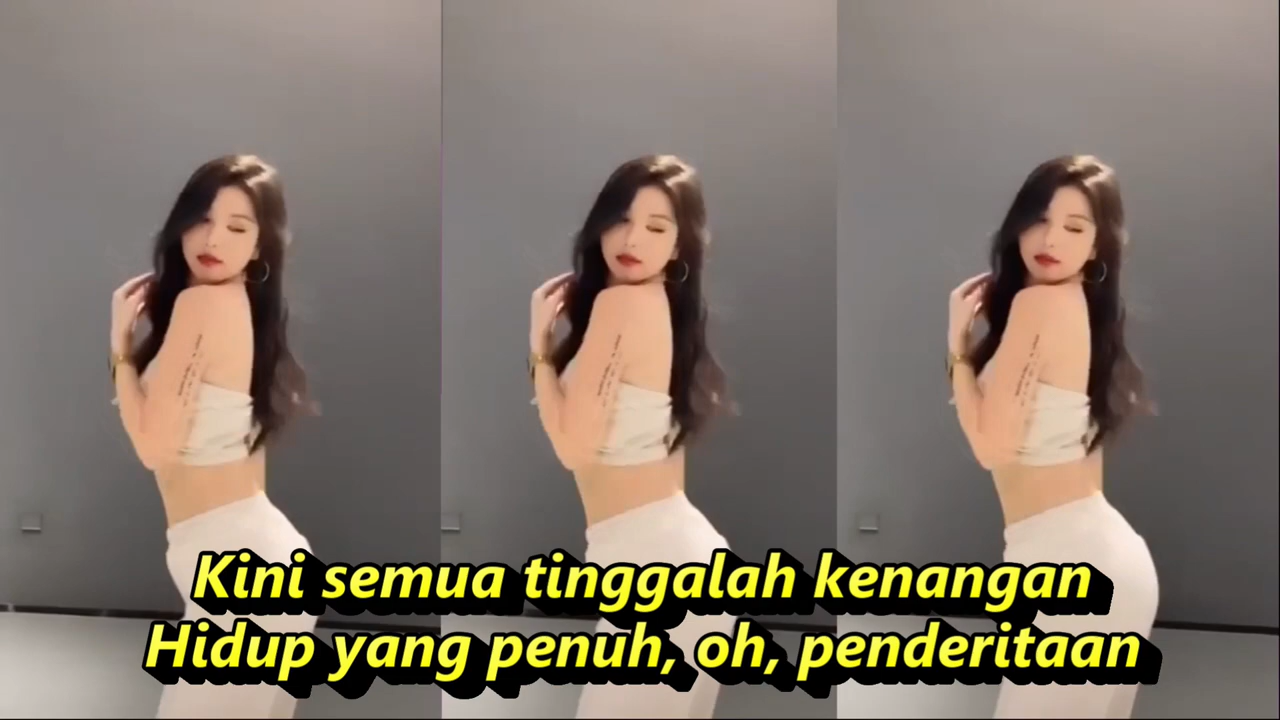 Kini semua tinggalah kenangan
Hidup yang penuh, oh, penderitaan